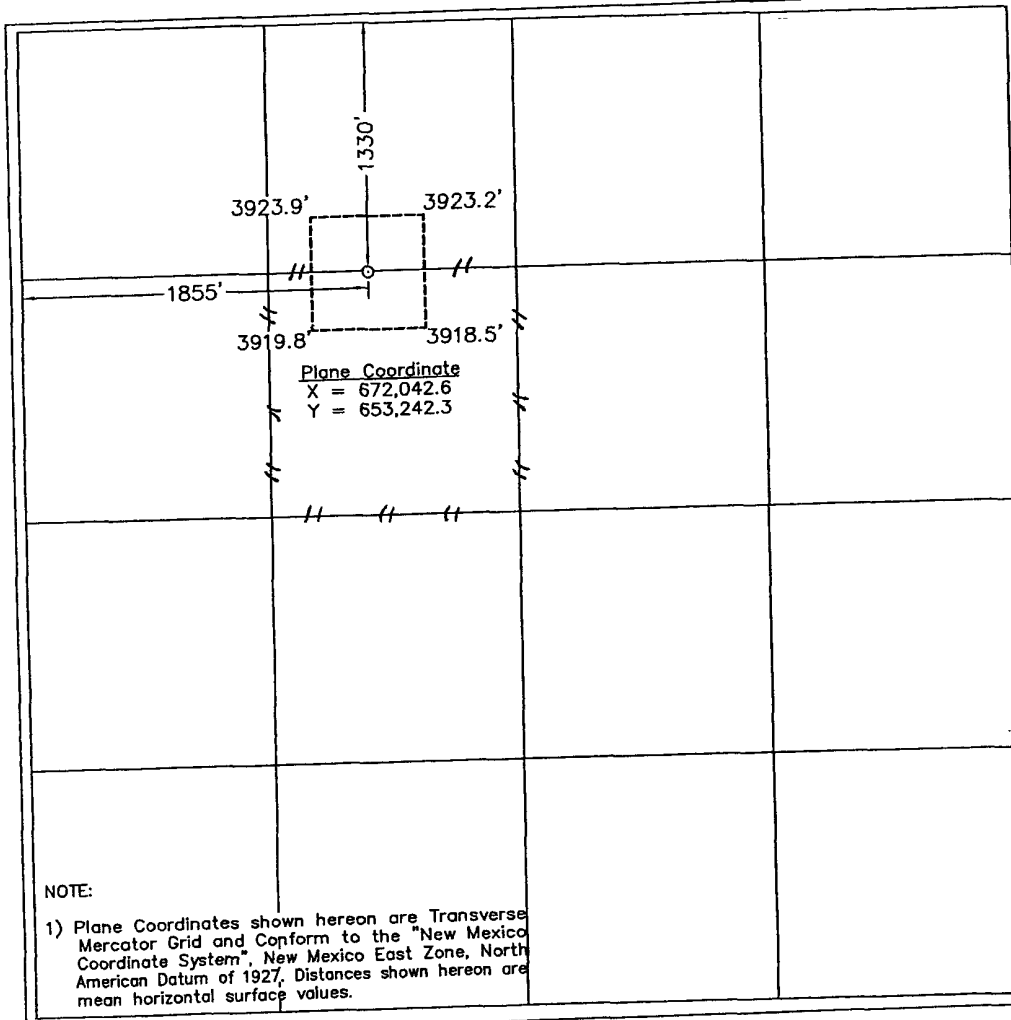 1330'
3923.9' 3923.2'
1855'
3919.8' 3918.5'
Plane Coordinate
X = 672,042.6
Y = 653,242.3
NOTE:
1) Plane Coordinates shown hereon are Transverse
Mercator Grid and Conform to the "New Mexico
Coordinate System", New Mexico East Zone, North
American Datum of 1927. Distances shown hereon are
mean horizontal surface values.